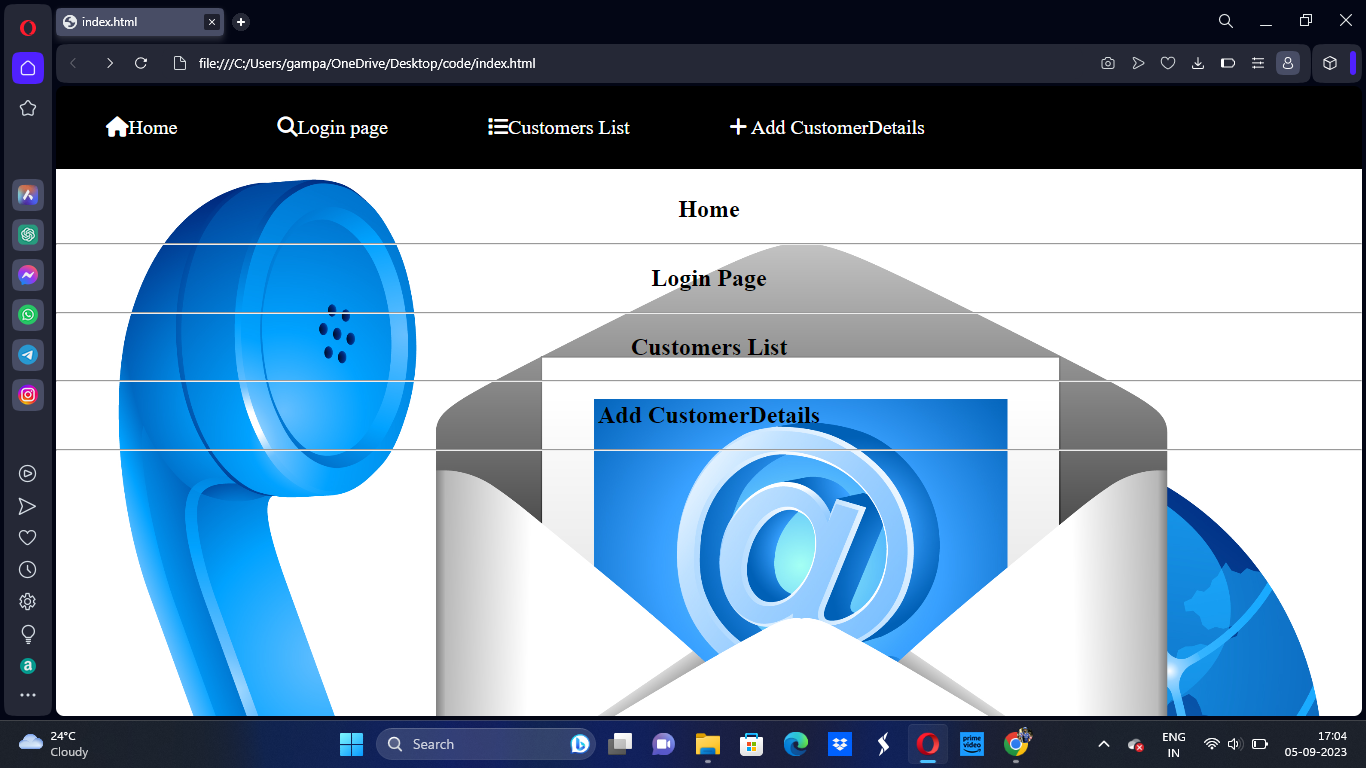 index.html
file:///C:/Users/gampa/OneDrive/Desktop/code/index.html
Home
Login page
Customers List
Add CustomerDetails
Home
Login Page
Customers List
Add CustomerDetails
@
a
24°C
Cloudy
Search
prime video
ENG
IN
17:04
05-09-2023